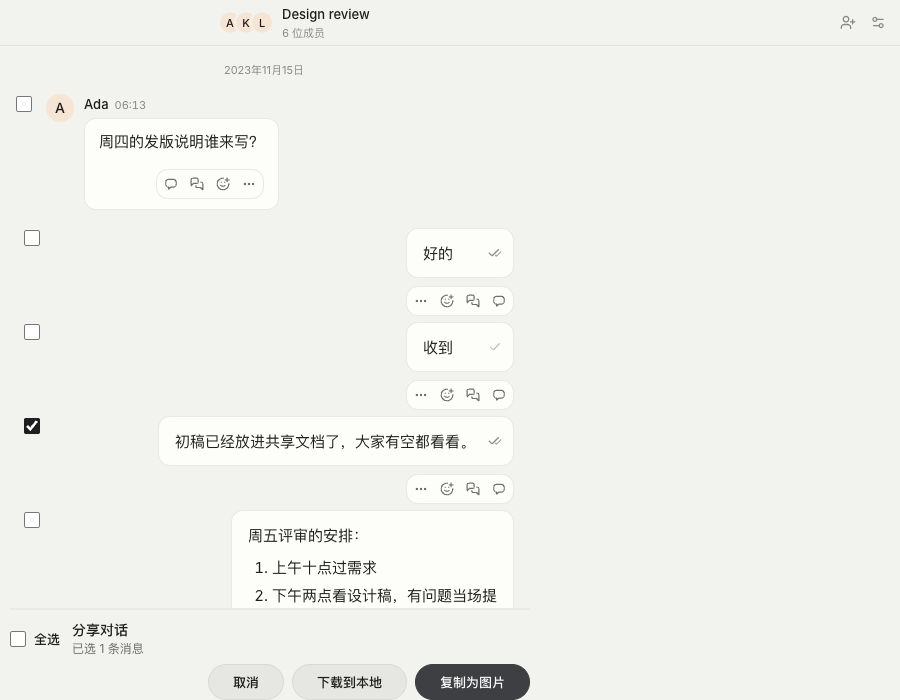 A K L
Design review
6 位成员
2023年11月15日
A
Ada 06:13
周四的发版说明谁来写?
好的
收到
初稿已经放进共享文档了，大家有空都看看。
周五评审的安排：
1. 上午十点过需求
2. 下午两点看设计稿，有问题当场提
全选
分享对话
已选 1 条消息
取消
下载到本地
复制为图片